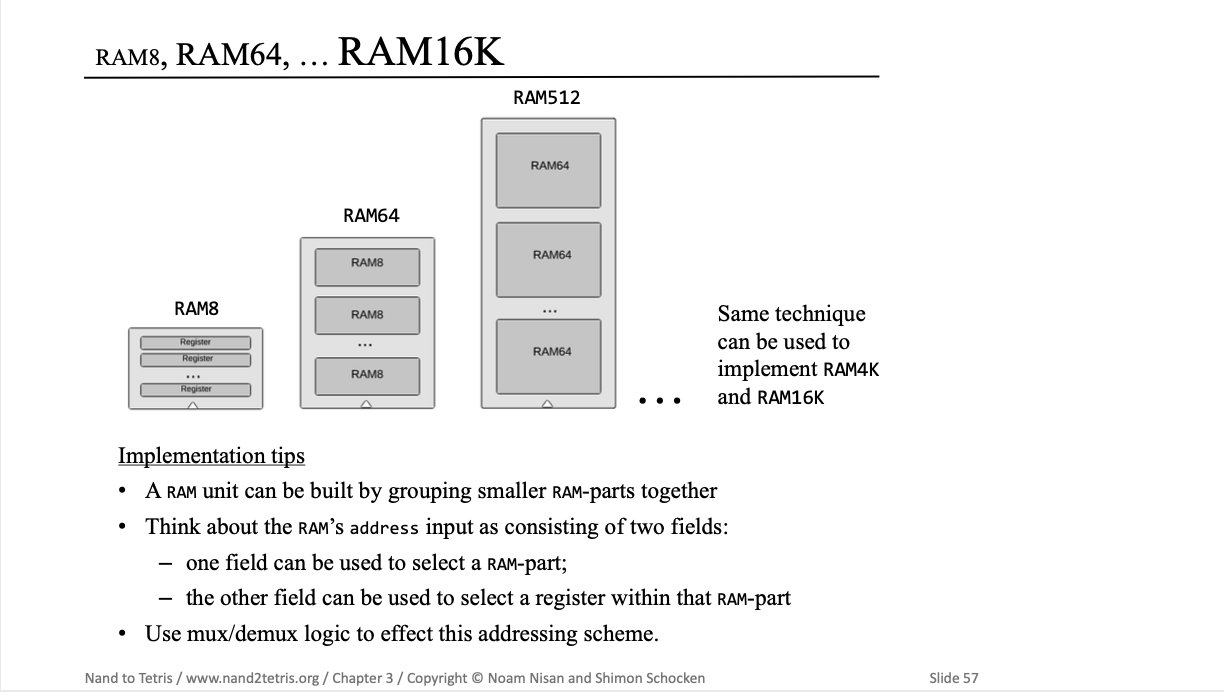 RAM8, RAM64, … RAM16K
RAM512
RAM64
RAM64
...
RAM64
RAM64
RAM8
RAM8
...
RAM8
RAM8
Register
Register
...
Register
...
Same technique
can be used to
implement RAM4K
and RAM16K
Implementation tips
• A RAM unit can be built by grouping smaller RAM-parts together
• Think about the RAM’s address input as consisting of two fields:
– one field can be used to select a RAM-part;
– the other field can be used to select a register within that RAM-part
• Use mux/demux logic to effect this addressing scheme.
Nand to Tetris / www.nand2tetris.org / Chapter 3 / Copyright © Noam Nisan and Shimon Schocken
Slide 57